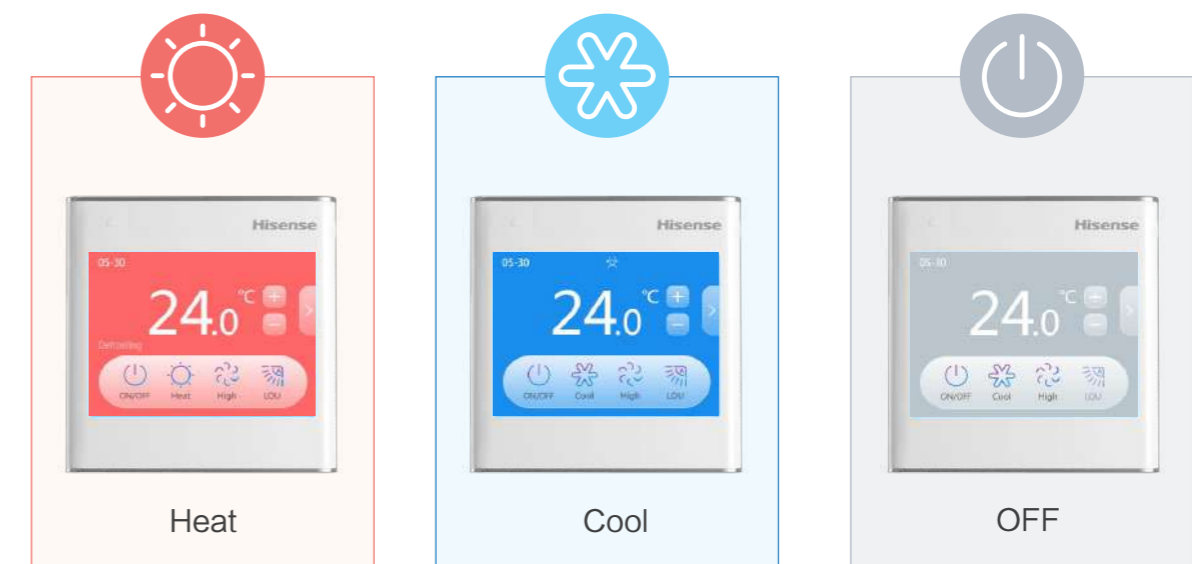 Hisense
05-30
24.0 °C
Defrosting
ON/OFF Heat High LOU
Heat
Hisense
05-30
24.0 °C
ON/OFF Cool High LOU
Cool
Hisense
05-30
24.0 °C
ON/OFF Cool High LOU
OFF